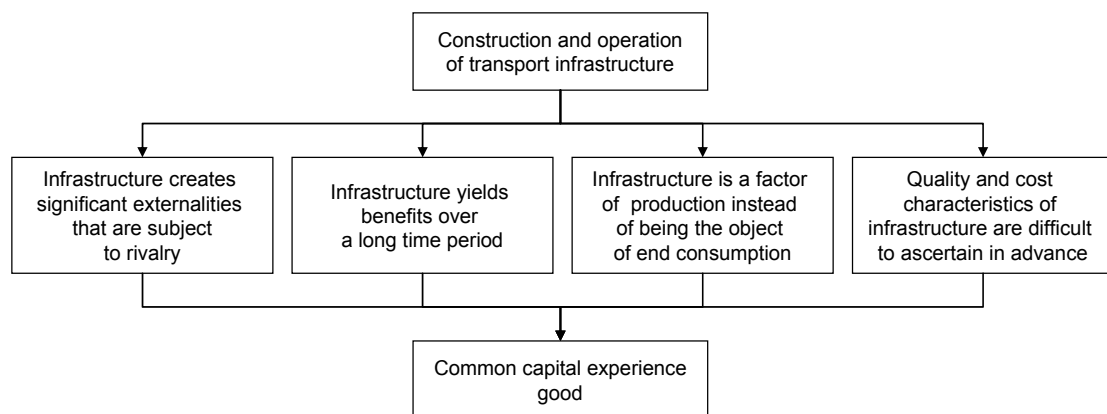 Construction and operation
of transport infrastructure
Infrastructure creates
significant externalities
that are subject
to rivalry
Infrastructure yields
benefits over
a long time period
Infrastructure is a factor
of production instead
of being the object
of end consumption
Quality and cost
characteristics of
infrastructure are difficult
to ascertain in advance
Common capital experience
good